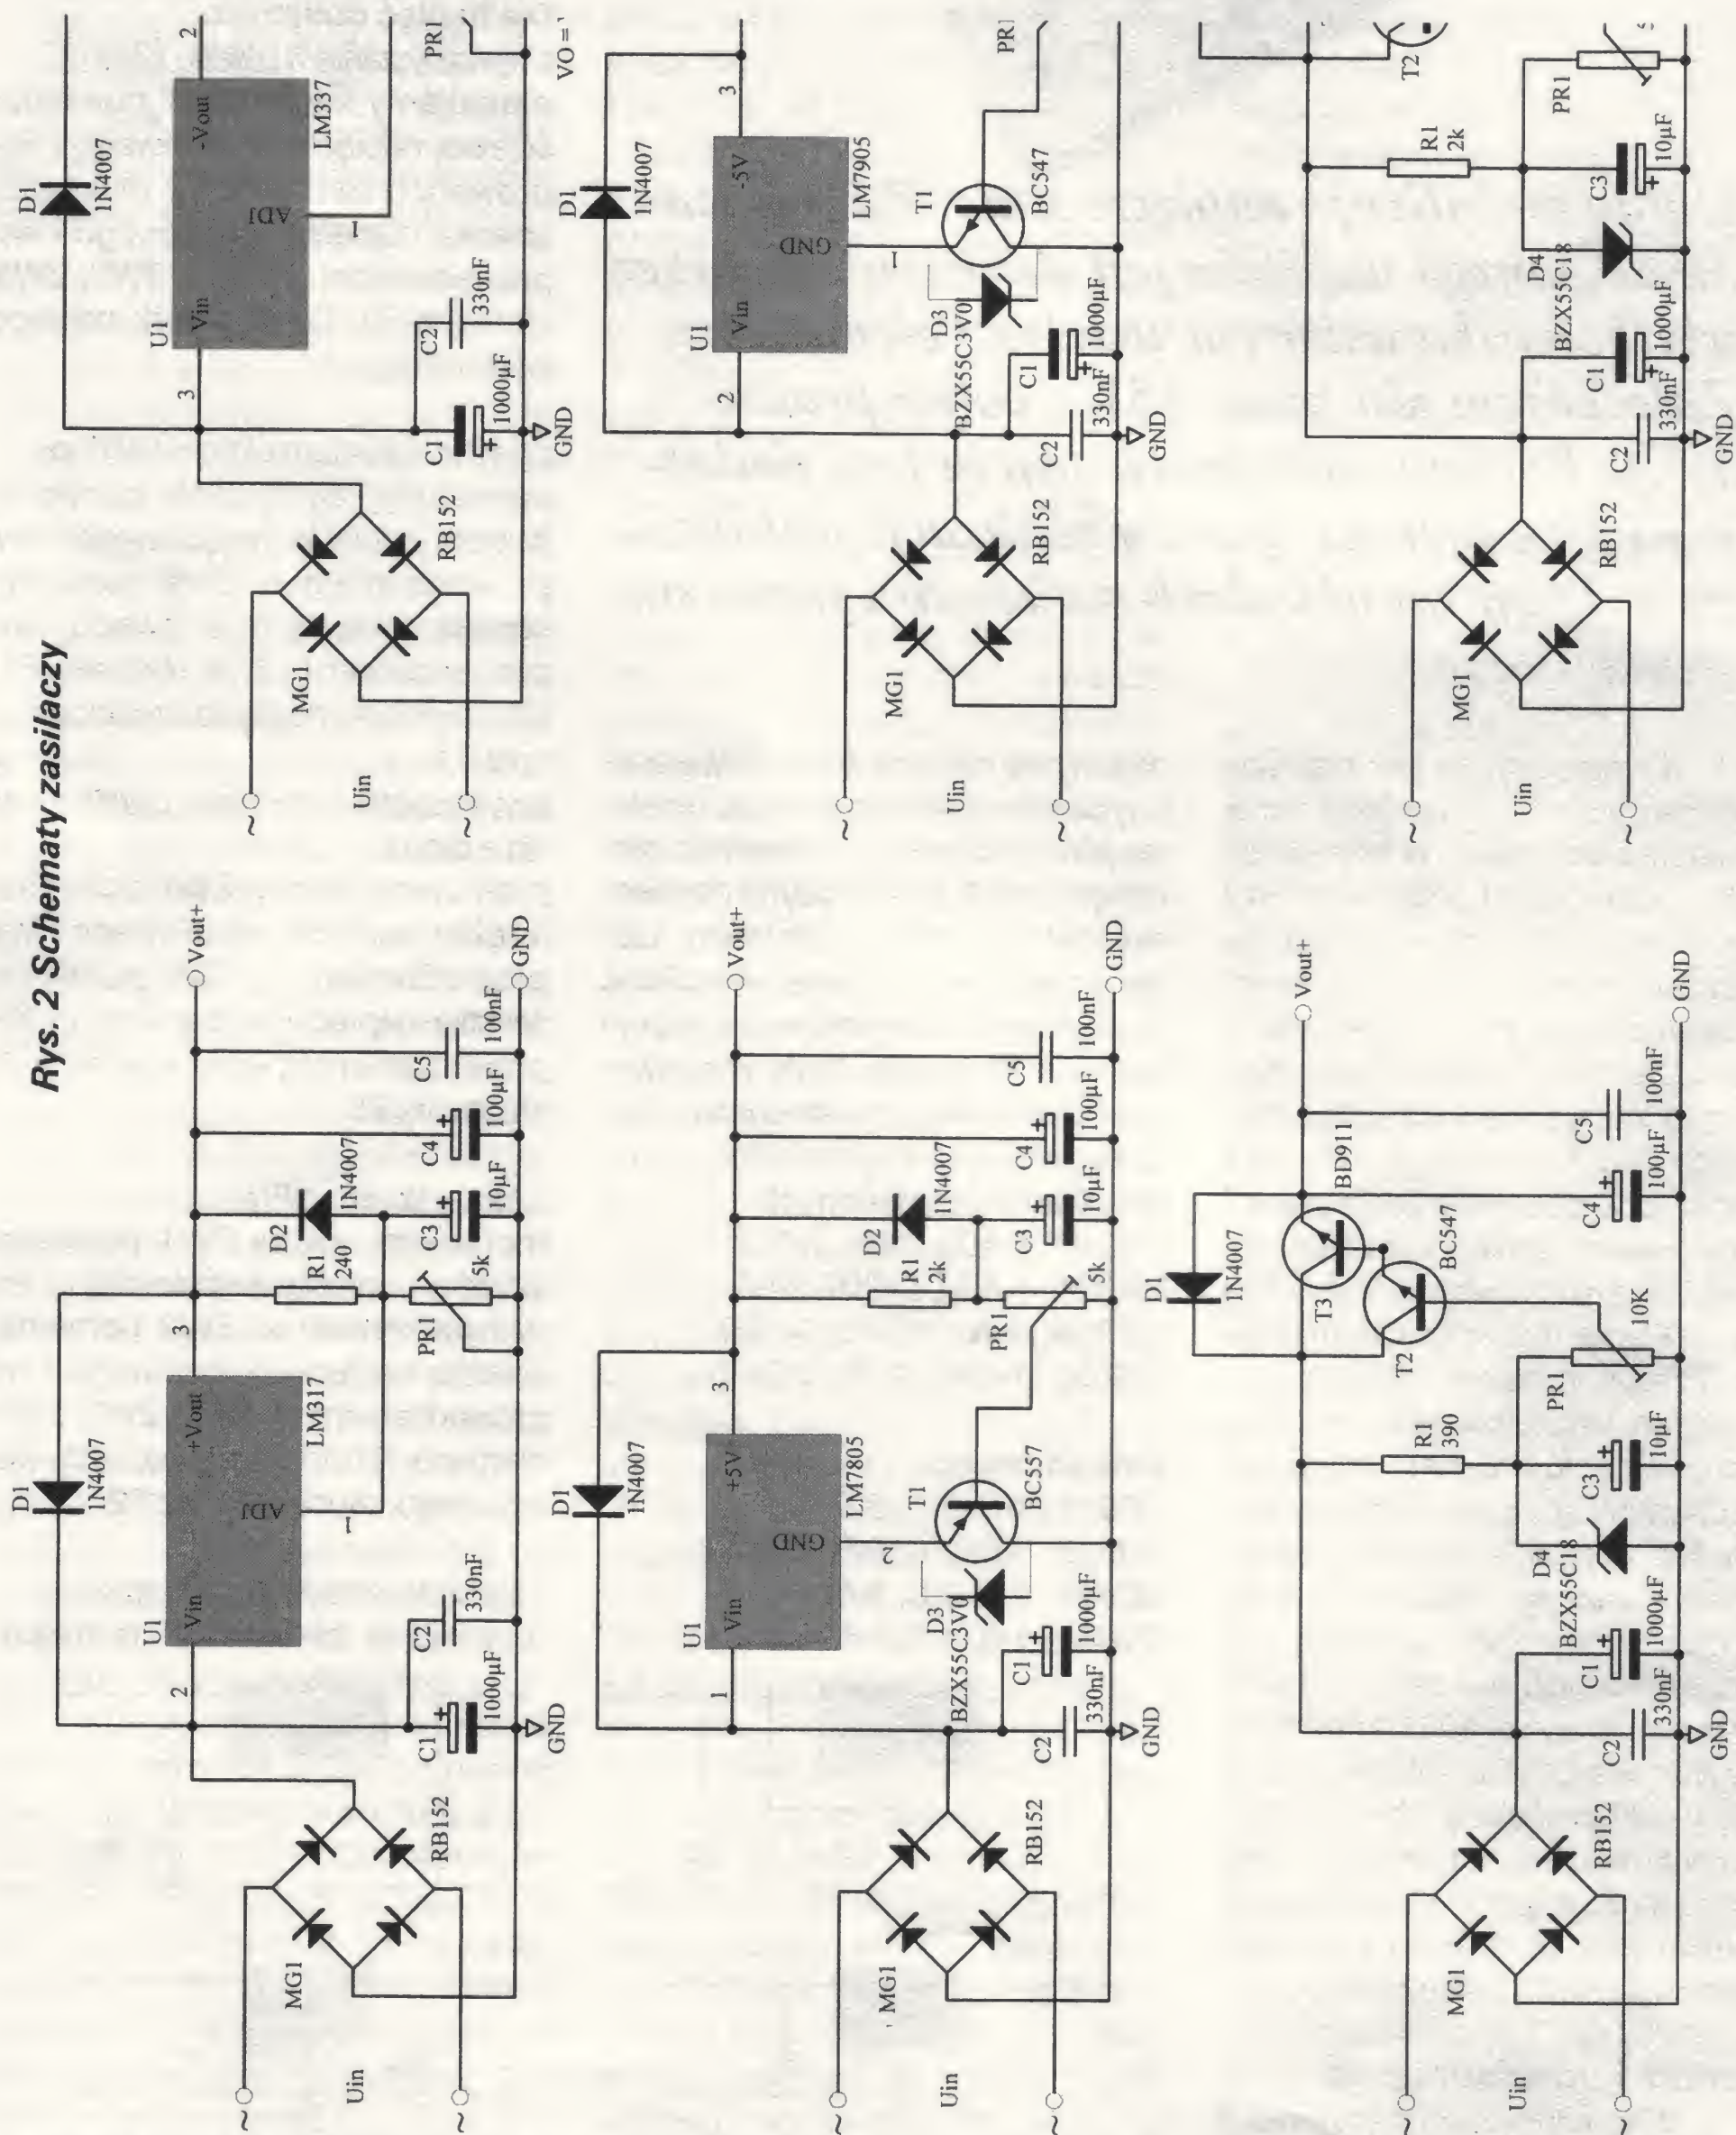 Rys. 2 Schematy zasilaczy
D1
1N4007
U1
Vin
+Vout
ADJ
LM317
2
3
1
MG1
RB152
Uin
~
~
C1
1000µF
+
C2
330nF
GND
R1
240
D2
1N4007
PR1
5k
C3
10µF
+
C4
100µF
+
C5
100nF
Vout+
GND
D1
1N4007
U1
Vin
-Vout
ADJ
LM337
3
2
1
MG1
RB152
Uin
~
~
C1
1000µF
+
C2
330nF
GND
PR1
VO =
D1
1N4007
U1
Vin
+5V
GND
LM7805
1
3
2
MG1
RB152
Uin
~
~
C2
330nF
C1
1000µF
+
GND
D3
BZX55C3V0
T1
BC557
R1
2k
D2
1N4007
PR1
5k
C3
10µF
+
C4
100µF
+
C5
100nF
Vout+
GND
D1
1N4007
U1
Vin
-5V
GND
LM7905
2
3
1
MG1
RB152
Uin
~
~
C2
330nF
C1
1000µF
+
GND
D3
BZX55C3V0
T1
BC547
D1
1N4007
T3
BD911
T2
BC547
MG1
RB152
Uin
~
~
C2
330nF
C1
1000µF
+
GND
D4
BZX55C18
R1
390
C3
10µF
+
PR1
10K
C4
100µF
+
C5
100nF
Vout+
GND
T2
MG1
RB152
Uin
~
~
C2
330nF
C1
1000µF
+
GND
D4
BZX55C18
R1
2k
C3
10µF
+
PR1